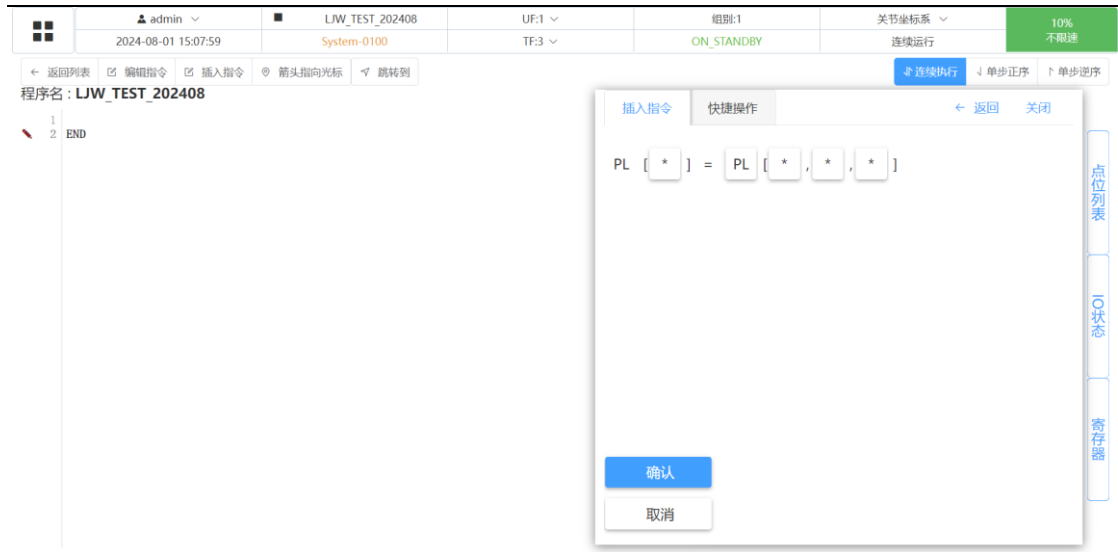 admin LJW_TEST_202408 UF:1 组别:1 关节坐标系 10%
2024-08-01 15:07:59 System-0100 TF:3 ON_STANDBY 连续运行 不限速
← 返回列表 编辑指令 插入指令 箭头指向光标 跳转到 连续执行 单步正序 单步逆序
程序名 : LJW_TEST_202408
1
2 END
插入指令 快捷操作 ← 返回 关闭
PL [ * ] = PL [ * , * , * ]
确认
取消
点位列表
IO状态
寄存器